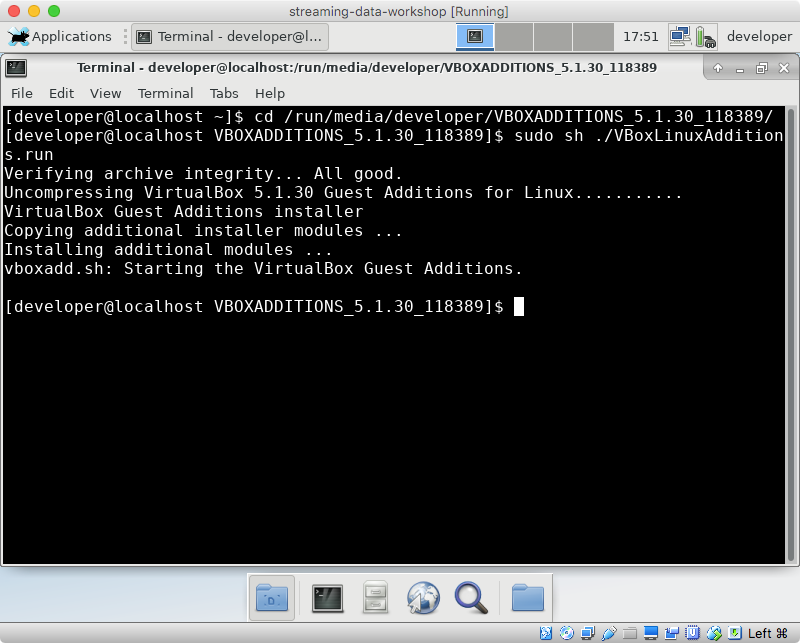 streaming-data-workshop [Running]
Applications
Terminal - developer@l...
17:51
developer
Terminal - developer@localhost:/run/media/developer/VBOXADDITIONS_5.1.30_118389
File Edit View Terminal Tabs Help
[developer@localhost ~]$ cd /run/media/developer/VBOXADDITIONS_5.1.30_118389/
[developer@localhost VBOXADDITIONS_5.1.30_118389]$ sudo sh ./VBoxLinuxAddition
s.run
Verifying archive integrity... All good.
Uncompressing VirtualBox 5.1.30 Guest Additions for Linux...........
VirtualBox Guest Additions installer
Copying additional installer modules ...
Installing additional modules ...
vboxadd.sh: Starting the VirtualBox Guest Additions.
[developer@localhost VBOXADDITIONS_5.1.30_118389]$
Left ⌘